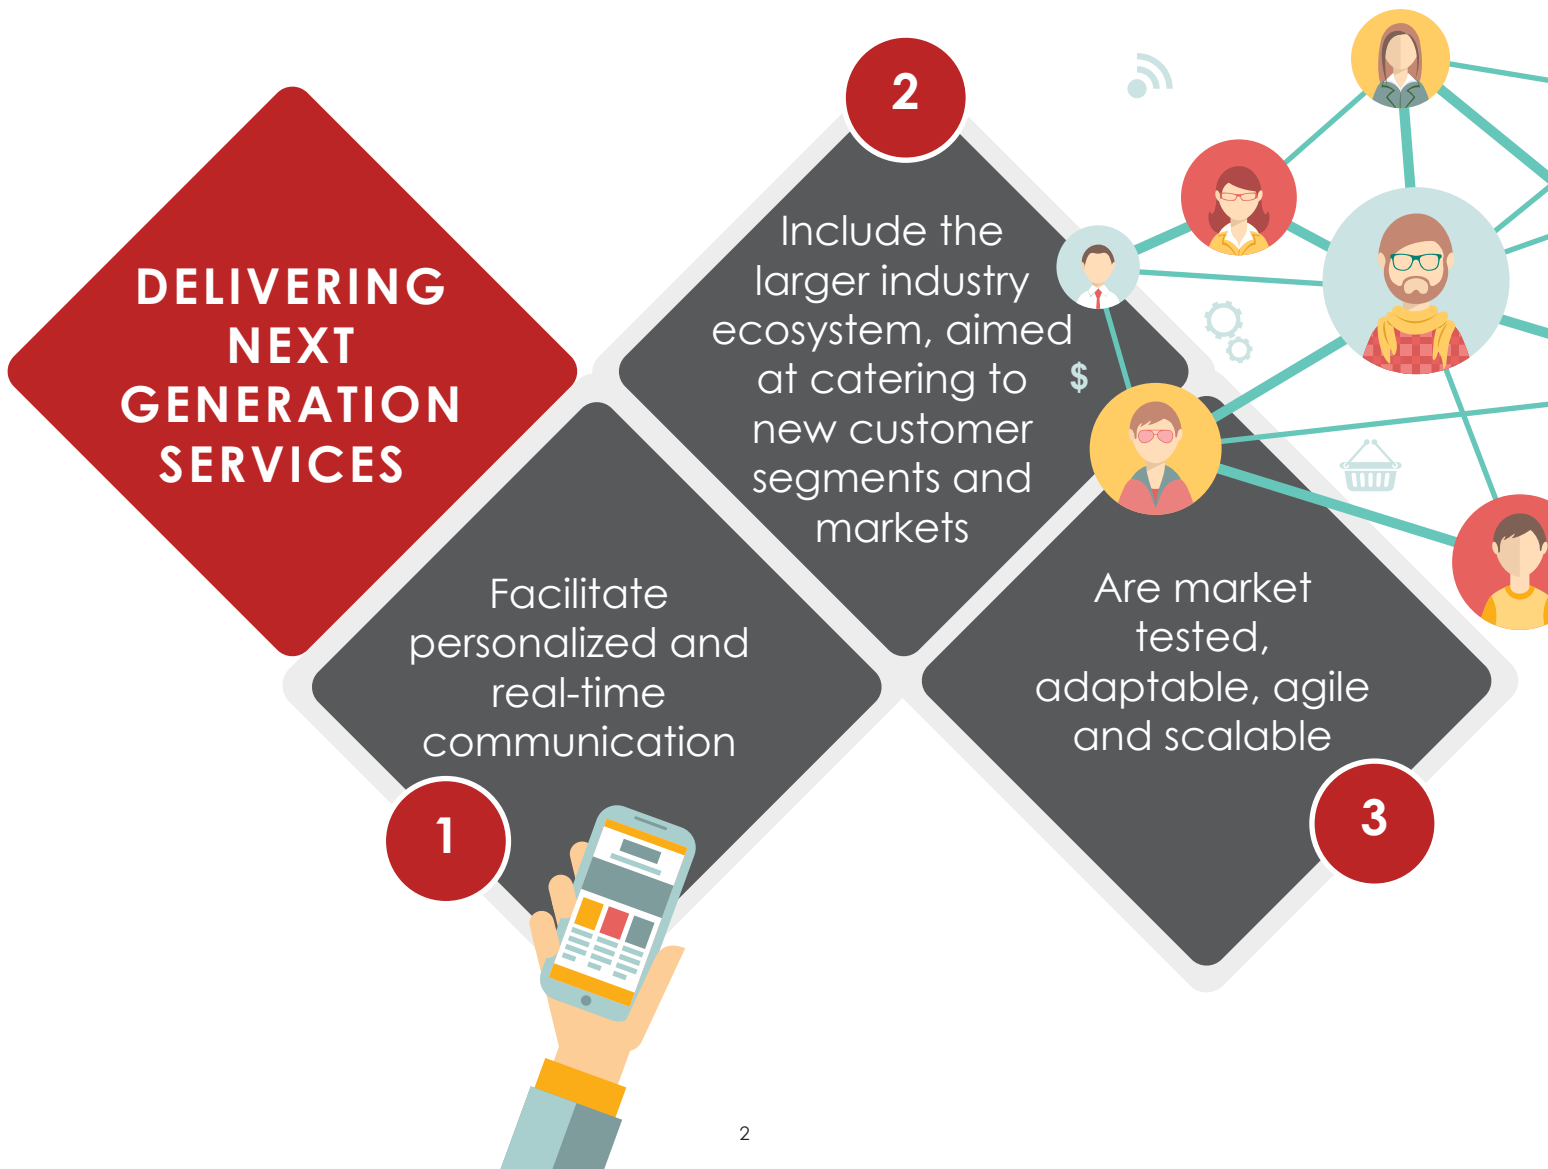 DELIVERING
NEXT
GENERATION
SERVICES
1
Facilitate
personalized and
real-time
communication
2
Include the
larger industry
ecosystem, aimed
at catering to
new customer
segments and
markets
$
3
Are market
tested,
adaptable, agile
and scalable
2